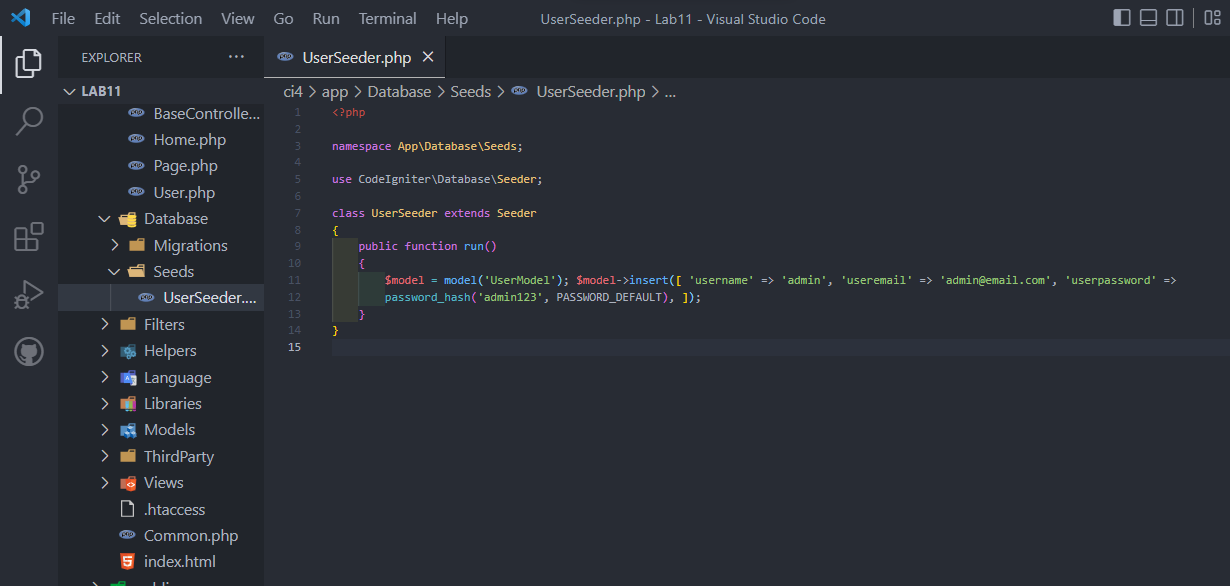 File Edit Selection View Go Run Terminal Help UserSeeder.php - Lab11 - Visual Studio Code
EXPLORER ···
LAB11
BaseControlle...
Home.php
Page.php
User.php
Database
Migrations
Seeds
UserSeeder....
Filters
Helpers
Language
Libraries
Models
ThirdParty
Views
.htaccess
Common.php
index.html
UserSeeder.php
ci4 > app > Database > Seeds > UserSeeder.php > ...
1 <?php
2
3 namespace App\Database\Seeds;
4
5 use CodeIgniter\Database\Seeder;
6
7 class UserSeeder extends Seeder
8 {
9 public function run()
10 {
11 $model = model('UserModel'); $model->insert([ 'username' => 'admin', 'useremail' => 'admin@email.com', 'userpassword' =>
12 password_hash('admin123', PASSWORD_DEFAULT), ]);
13 }
14 }
15